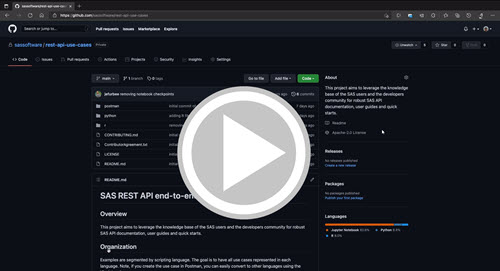 sassoftware/rest-api-use-cases
https://github.com/sassoftware/rest-api-use-cases
Search or jump to...
Pull requests Issues Marketplace Explore
sassoftware / rest-api-use-cases Private
Unwatch
Star
Code Issues Pull requests Actions Projects Security Insights Settings
main 1 branch 0 tags
Go to file Add file Code
removing notebook checkpoints
commits
postman
python
r
CONTRIBUTING.md
ContributorAgreement.txt
LICENSE
README.md
README.md
SAS REST API end-to-en
Overview
This project aims to leverage the knowledge base of the SAS users and the developers community for robust
SAS API documentation, user guides and quick starts.
Organization
Examples are segmented by scripting language. The goal is to have all use cases represented in each
language. Note, if you create the use case in Postman, you can easily convert to other languages using the
About
This project aims to leverage the knowledge
base of the SAS users and the developers
community for robust SAS API
documentation, user guides and quick
starts.
Readme
Apache-2.0 License
Releases
No releases published
Create a new release
Packages
No packages published
Publish your first package
Languages
Jupyter Notebook
Python
R